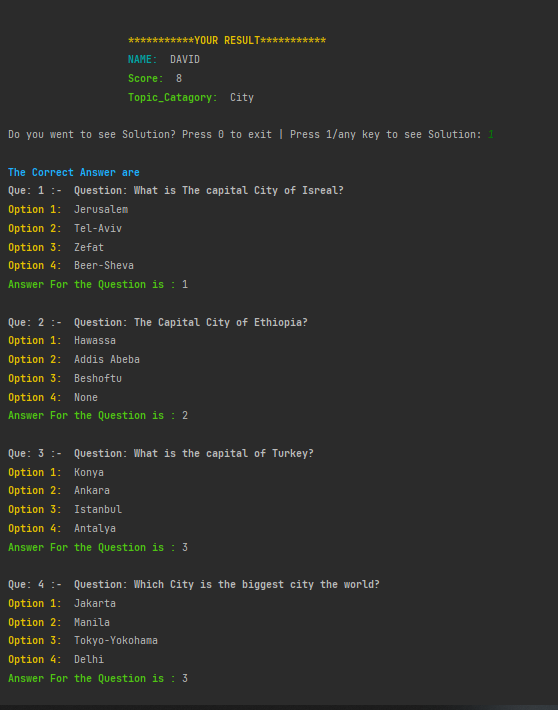 ***********YOUR RESULT***********
NAME: DAVID
Score: 8
Topic_Catagory: City
Do you went to see Solution? Press 0 to exit | Press 1/any key to see Solution: 1
The Correct Answer are
Que: 1 :- Question: What is The capital City of Isreal?
Option 1: Jerusalem
Option 2: Tel-Aviv
Option 3: Zefat
Option 4: Beer-Sheva
Answer For the Question is : 1
Que: 2 :- Question: The Capital City of Ethiopia?
Option 1: Hawassa
Option 2: Addis Abeba
Option 3: Beshoftu
Option 4: None
Answer For the Question is : 2
Que: 3 :- Question: What is the capital of Turkey?
Option 1: Konya
Option 2: Ankara
Option 3: Istanbul
Option 4: Antalya
Answer For the Question is : 3
Que: 4 :- Question: Which City is the biggest city the world?
Option 1: Jakarta
Option 2: Manila
Option 3: Tokyo-Yokohama
Option 4: Delhi
Answer For the Question is : 3